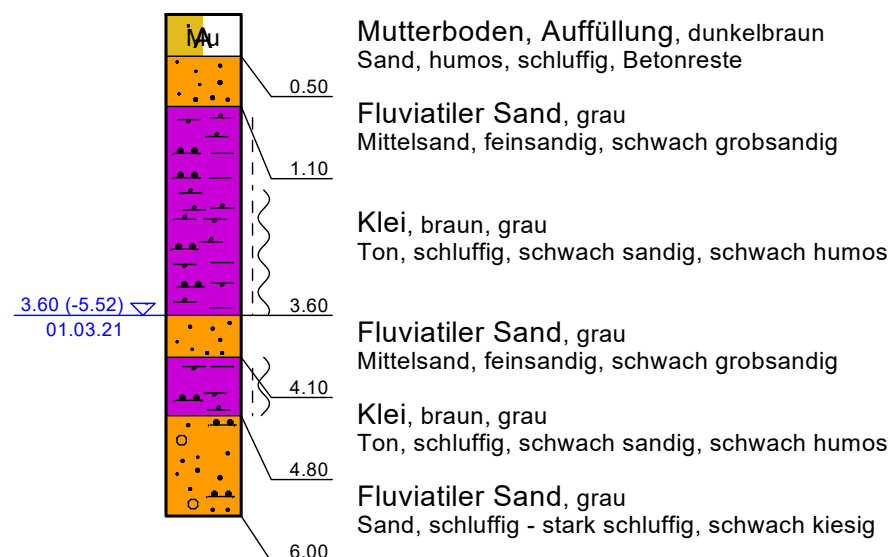 Mu
A
Mutterboden, Auffüllung, dunkelbraun
Sand, humos, schluffig, Betonreste
0.50
Fluviatiler Sand, grau
Mittelsand, feinsandig, schwach grobsandig
1.10
Klei, braun, grau
Ton, schluffig, schwach sandig, schwach humos
3.60 (-5.52)
01.03.21
3.60
Fluviatiler Sand, grau
Mittelsand, feinsandig, schwach grobsandig
4.10
Klei, braun, grau
Ton, schluffig, schwach sandig, schwach humos
4.80
Fluviatiler Sand, grau
Sand, schluffig - stark schluffig, schwach kiesig
6.00